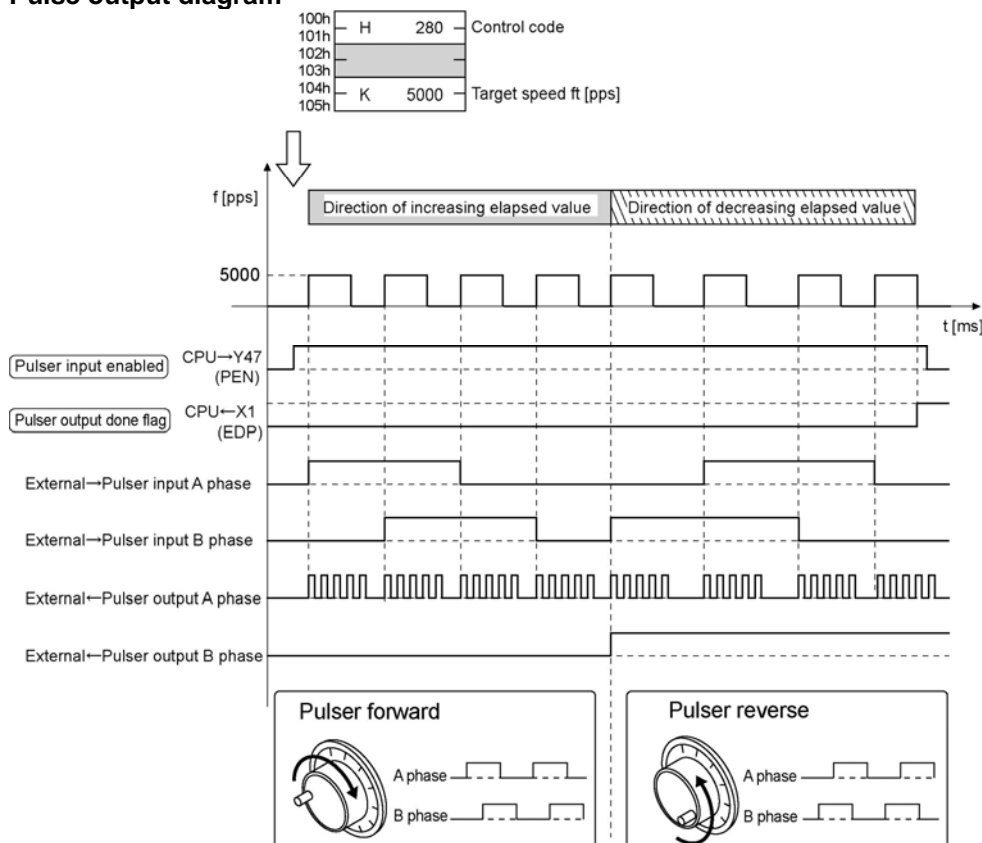 Pulse output diagram
100h
101h
H 280
Control code
102h
103h
104h
105h
K 5000
Target speed ft [pps]
f [pps]
Direction of increasing elapsed value
Direction of decreasing elapsed value
5000
t [ms]
Pulser input enabled
CPU→Y47
(PEN)
Pulser output done flag
CPU←X1
(EDP)
External→Pulser input A phase
External→Pulser input B phase
External←Pulser output A phase
External←Pulser output B phase
Pulser forward
A phase
B phase
Pulser reverse
A phase
B phase